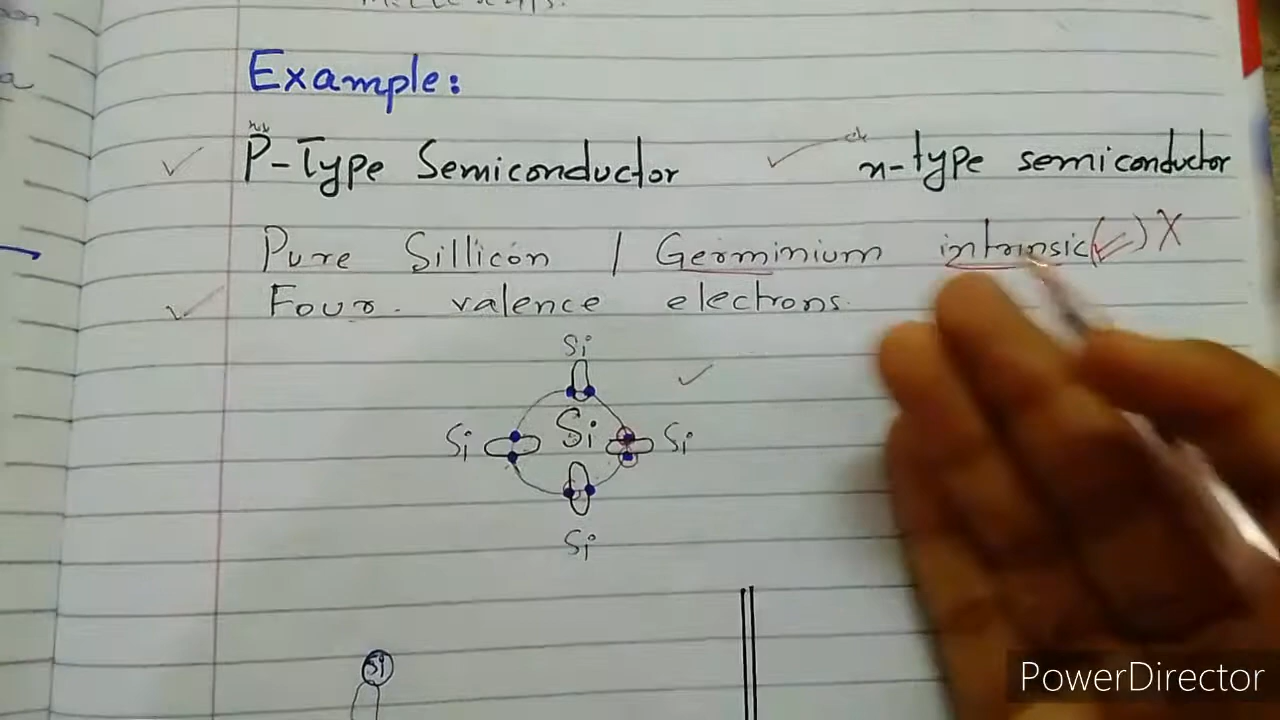 Example:
P-Type Semiconductor
n-type semiconductor
Pure Sillicon / Germinium intrinsic(✓) X
Four valence electrons.
Si
Si Si Si
Si
Si
PowerDirector